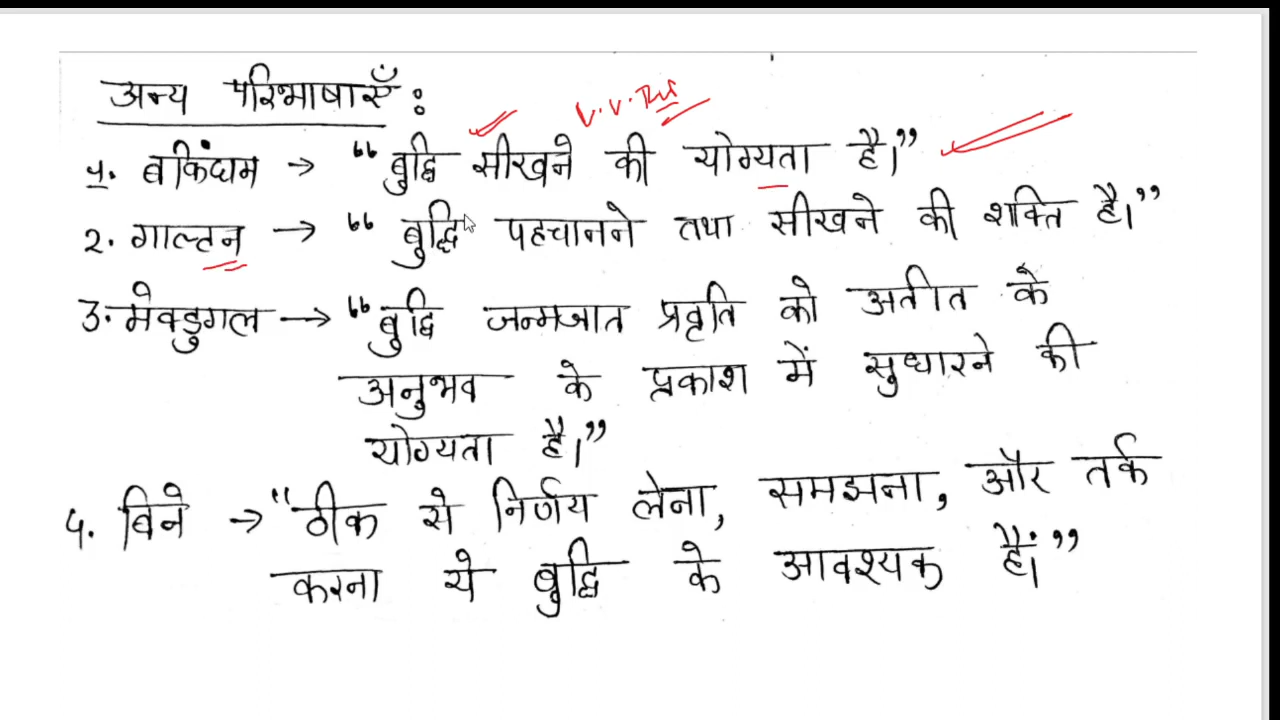 अन्य परिभाषाएँ :
V.V. Imp
1. बकिंघम → “बुद्धि सीखने की योग्यता है।”
२. गाल्टन → “बुद्धि पहचानने तथा सीखने की शक्ति है।”
3. मेक्डुगल → “बुद्धि जन्मजात प्रवृति को अतीत के
अनुभव के प्रकाश में सुधारने की
योग्यता है।”
4. बिने → “ठीक से निर्णय लेना, समझना, और तर्क
करना ये बुद्धि के आवश्यक हैं।”